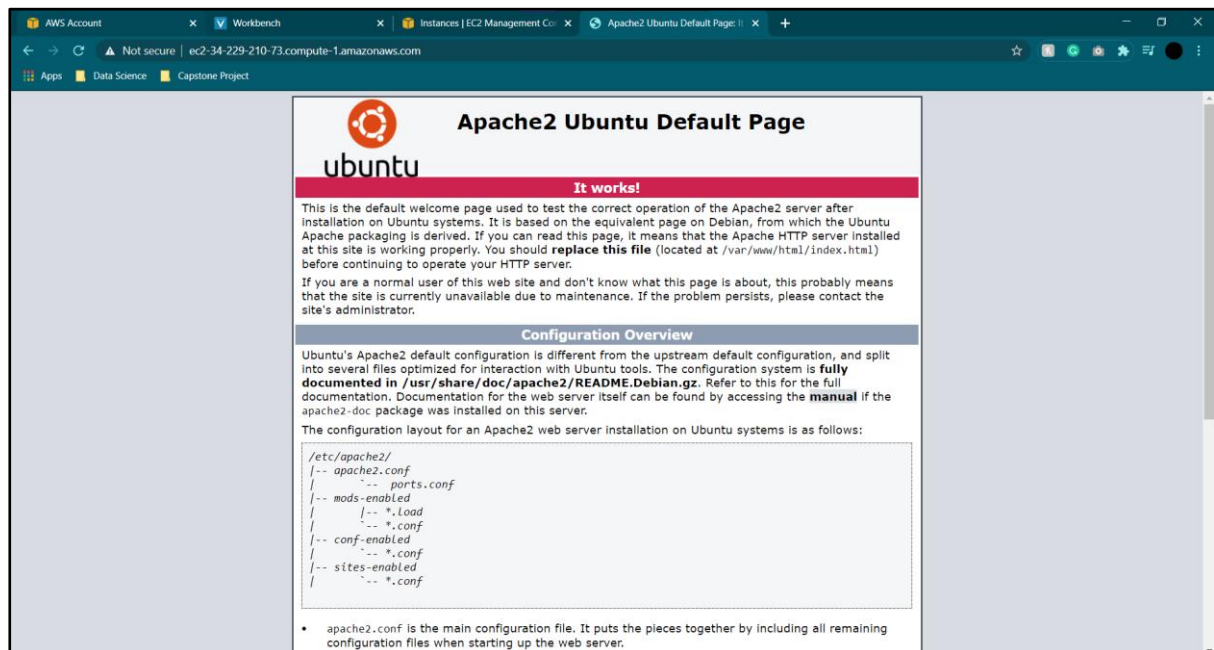 AWS Account
Workbench
Instances | EC2 Management Co
Apache2 Ubuntu Default Page: It
Not secure | ec2-34-229-210-73.compute-1.amazonaws.com
Apps
Data Science
Capstone Project
ubuntu
Apache2 Ubuntu Default Page
It works!
This is the default welcome page used to test the correct operation of the Apache2 server after
installation on Ubuntu systems. It is based on the equivalent page on Debian, from which the Ubuntu
Apache packaging is derived. If you can read this page, it means that the Apache HTTP server installed
at this site is working properly. You should replace this file (located at /var/www/html/index.html)
before continuing to operate your HTTP server.
If you are a normal user of this web site and don't know what this page is about, this probably means
that the site is currently unavailable due to maintenance. If the problem persists, please contact the
site's administrator.
Configuration Overview
Ubuntu's Apache2 default configuration is different from the upstream default configuration, and split
into several files optimized for interaction with Ubuntu tools. The configuration system is fully
documented in /usr/share/doc/apache2/README.Debian.gz. Refer to this for the full
documentation. Documentation for the web server itself can be found by accessing the manual if the
apache2-doc package was installed on this server.
The configuration layout for an Apache2 web server installation on Ubuntu systems is as follows:
/etc/apache2/
|-- apache2.conf
|       `--  ports.conf
|-- mods-enabled
|       |-- *.load
|       `-- *.conf
|-- conf-enabled
|       `-- *.conf
|-- sites-enabled
|       `-- *.conf
• apache2.conf is the main configuration file. It puts the pieces together by including all remaining
configuration files when starting up the web server.